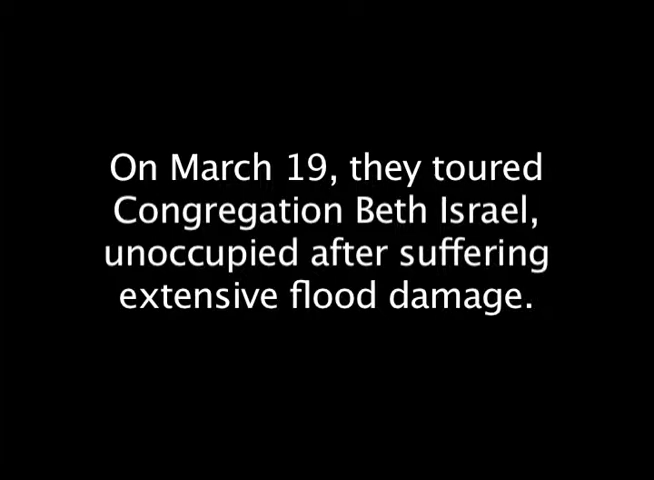 On March 19, they toured
Congregation Beth Israel,
unoccupied after suffering
extensive flood damage.